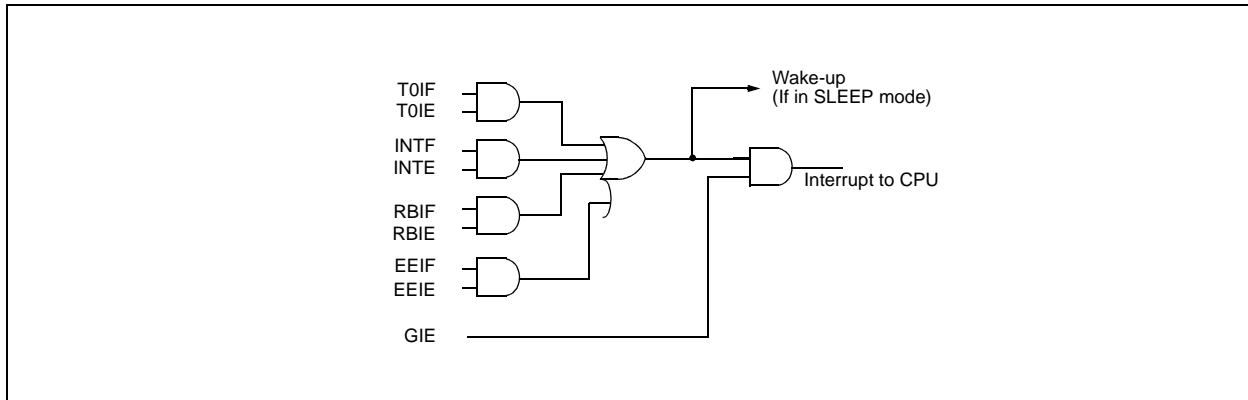 T0IF
T0IE
INTF
INTE
RBIF
RBIE
EEIF
EEIE
GIE
Wake-up
(If in SLEEP mode)
Interrupt to CPU